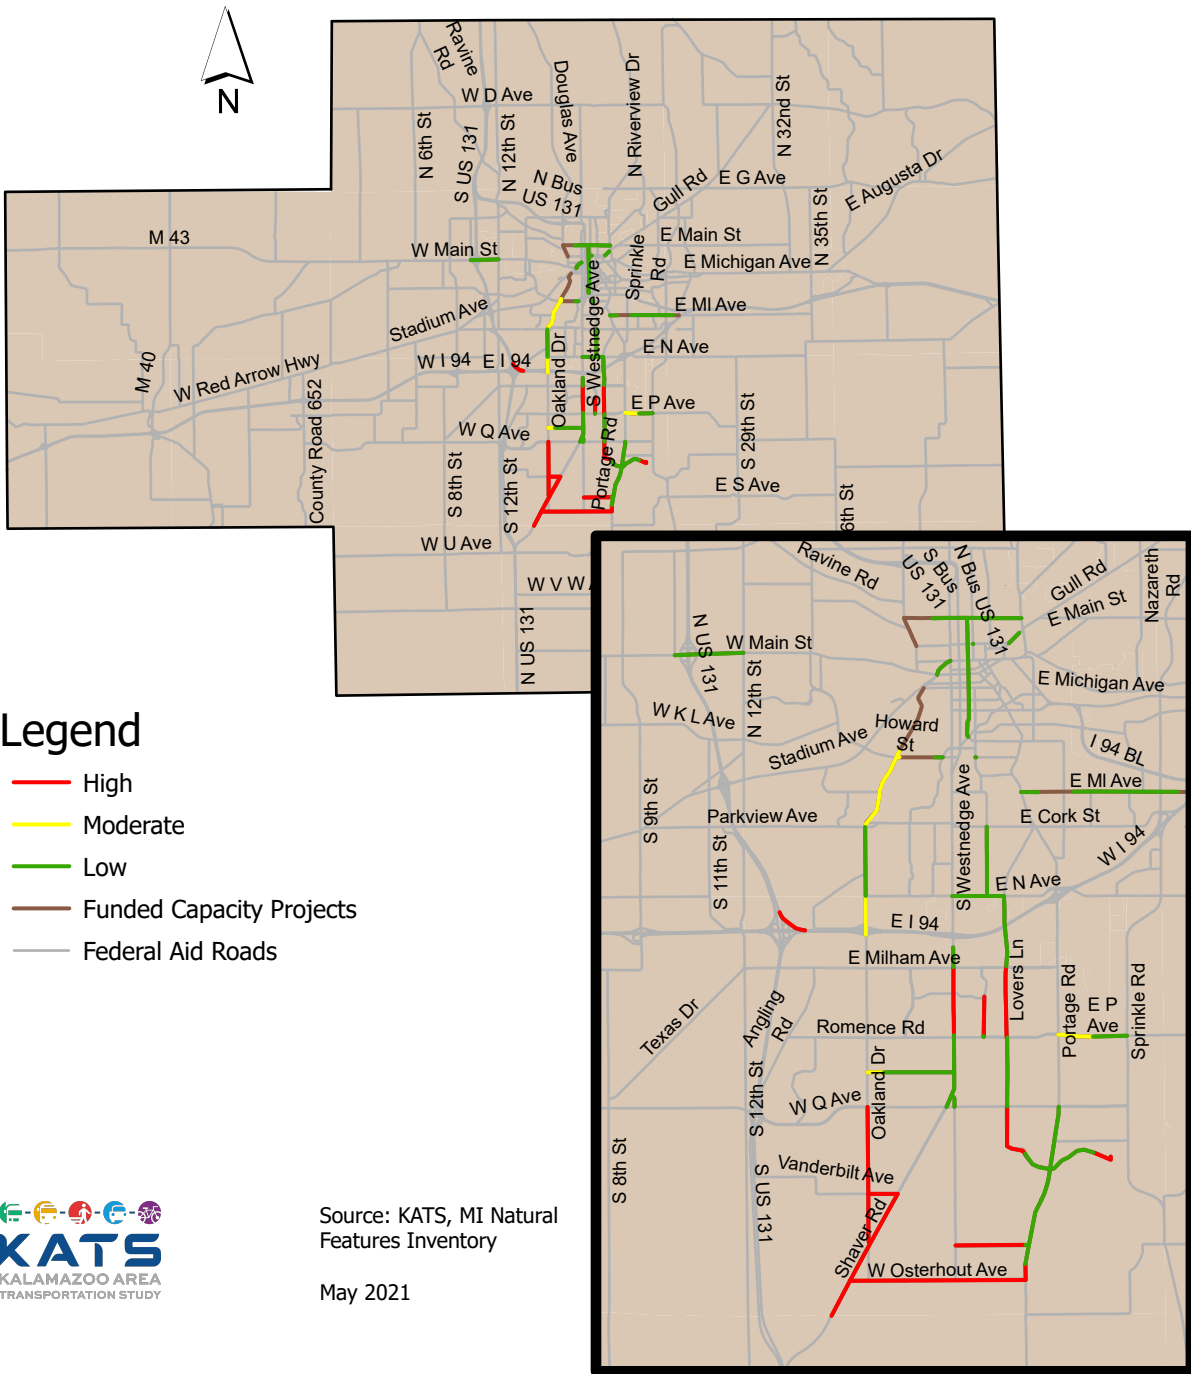 N
Ravine
Rd
W D Ave
Douglas Ave
N Riverview Dr
N 32nd St
N 6th St
S US 131
N 12th St
N Bus
US 131
Gull Rd
E G Ave
E Augusta Dr
N 35th St
M 43
W Main St
E Main St
Sprinkle
Rd
E Michigan Ave
Stadium Ave
S Westnedge Ave
E MI Ave
M 40
W Red Arrow Hwy
W I 94
E I 94
Oakland Dr
E N Ave
County Road 652
E P Ave
W Q Ave
S 29th St
Portage Rd
S 8th St
S 12th St
E S Ave
6th St
W U Ave
W V W
N US 131
Ravine Rd
S Bus
US 131
N Bus US 131
Gull Rd
E Main St
Nazareth
Rd
N US 131
W Main St
N 12th St
E Michigan Ave
W K L Ave
Howard
St
Stadium Ave
I 94 BL
E MI Ave
S 9th St
Parkview Ave
S Westnedge Ave
E Cork St
W I 94
S 11th St
E N Ave
E I 94
E Milham Ave
Lovers Ln
Texas Dr
Angling
Rd
Romence Rd
Portage Rd
E P
Ave
Sprinkle Rd
Oakland Dr
S 12th St
W Q Ave
S 8th St
Vanderbilt Ave
S US 131
Shaver Rd
W Osterhout Ave
Legend
High
Moderate
Low
Funded Capacity Projects
Federal Aid Roads
KATS
KALAMAZOO AREA
TRANSPORTATION STUDY
Source: KATS, MI Natural
Features Inventory
May 2021